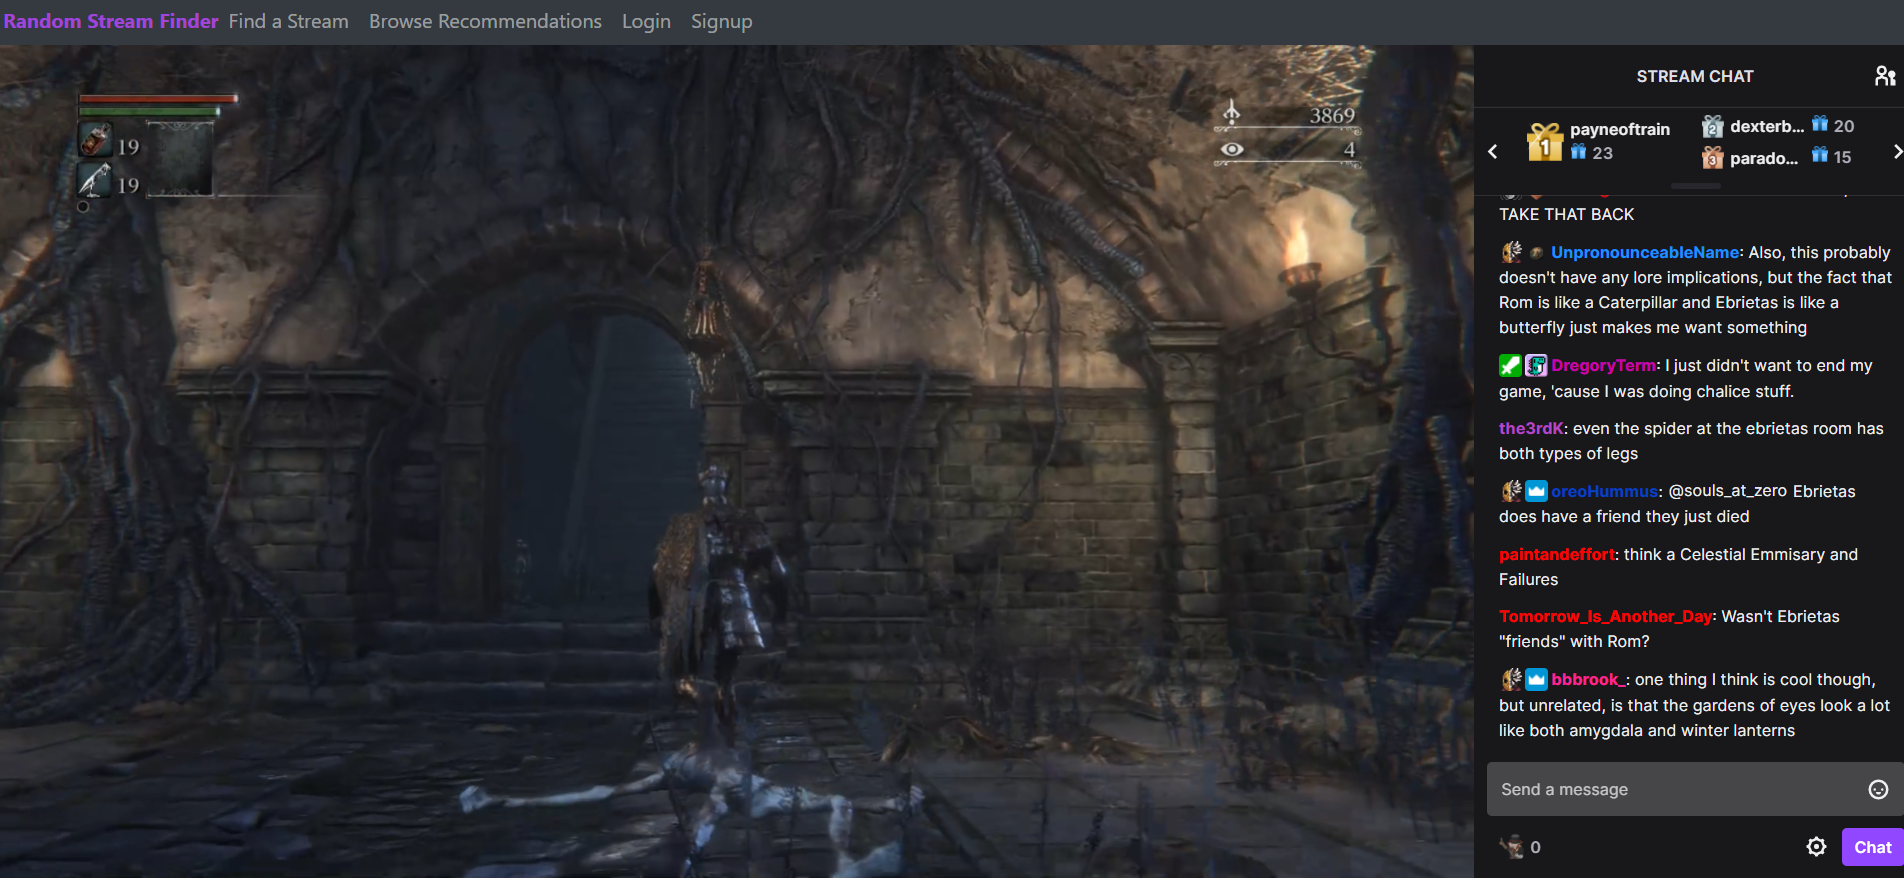 Random Stream Finder Find a Stream Browse Recommendations Login Signup
19
19
3869
4
STREAM CHAT
1 payneoftrain
23
2 dexterb... 20
3 parado... 15
TAKE THAT BACK
UnpronounceableName: Also, this probably
doesn't have any lore implications, but the fact that
Rom is like a Caterpillar and Ebrietas is like a
butterfly just makes me want something
DregoryTerm: I just didn't want to end my
game, 'cause I was doing chalice stuff.
the3rdK: even the spider at the ebrietas room has
both types of legs
oreoHummus: @souls_at_zero Ebrietas
does have a friend they just died
paintandeffort: think a Celestial Emmisary and
Failures
Tomorrow_Is_Another_Day: Wasn't Ebrietas
"friends" with Rom?
bbbrook_: one thing I think is cool though,
but unrelated, is that the gardens of eyes look a lot
like both amygdala and winter lanterns
Send a message
0
Chat